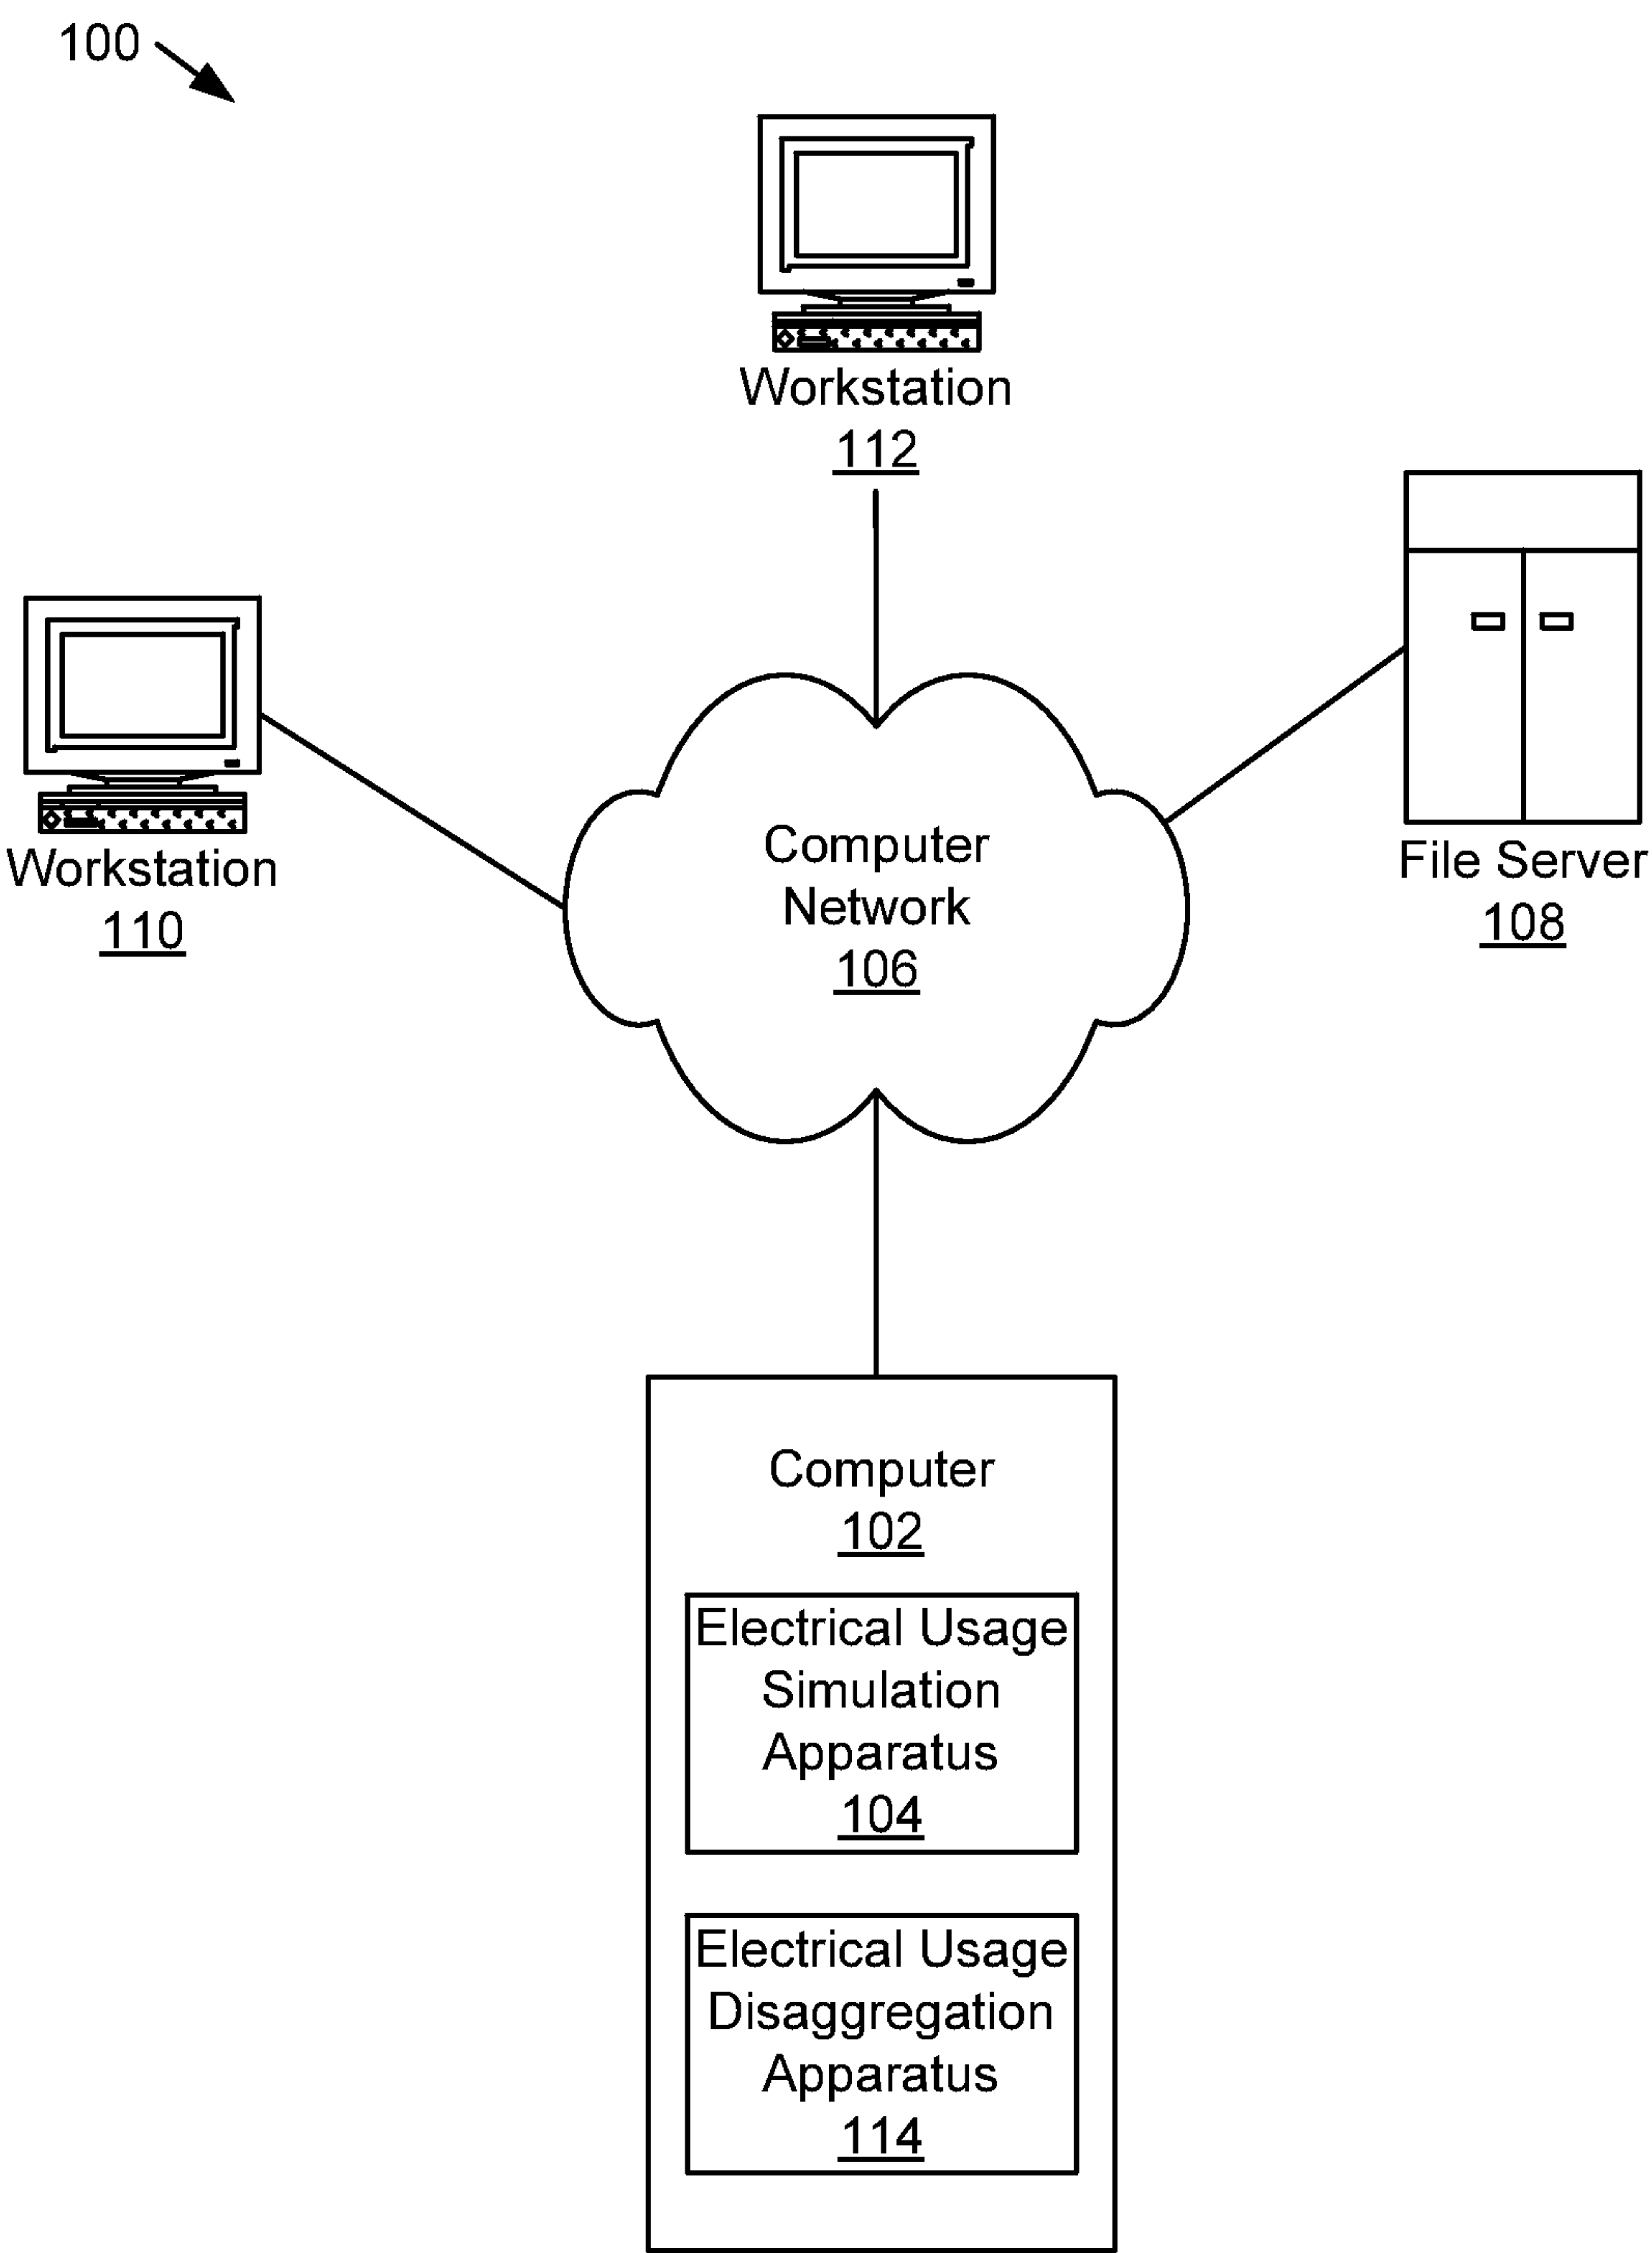 100
Workstation
112
Workstation
110
File Server
108
Computer
Network
106
Computer
102
Electrical Usage
Simulation
Apparatus
104
Electrical Usage
Disaggregation
Apparatus
114